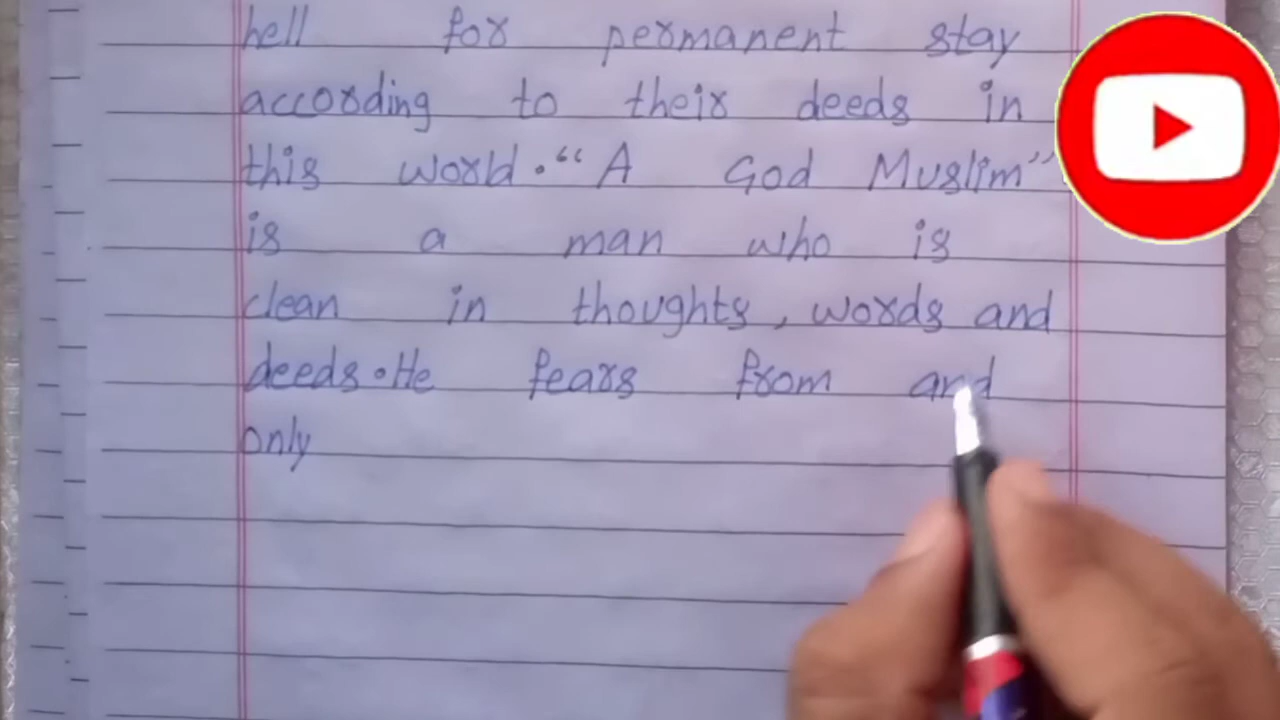 hell for permanent stay
according to their deeds in
this world. "A God Muslim"
is a man who is
clean in thoughts, words and
deeds. He fears from and
only